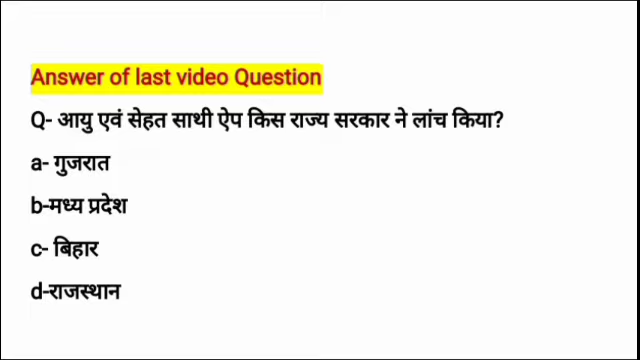 Answer of last video Question
Q- आयु एवं सेहत साथी ऐप किस राज्य सरकार ने लांच किया?
a- गुजरात
b-मध्य प्रदेश
c- बिहार
d-राजस्थान